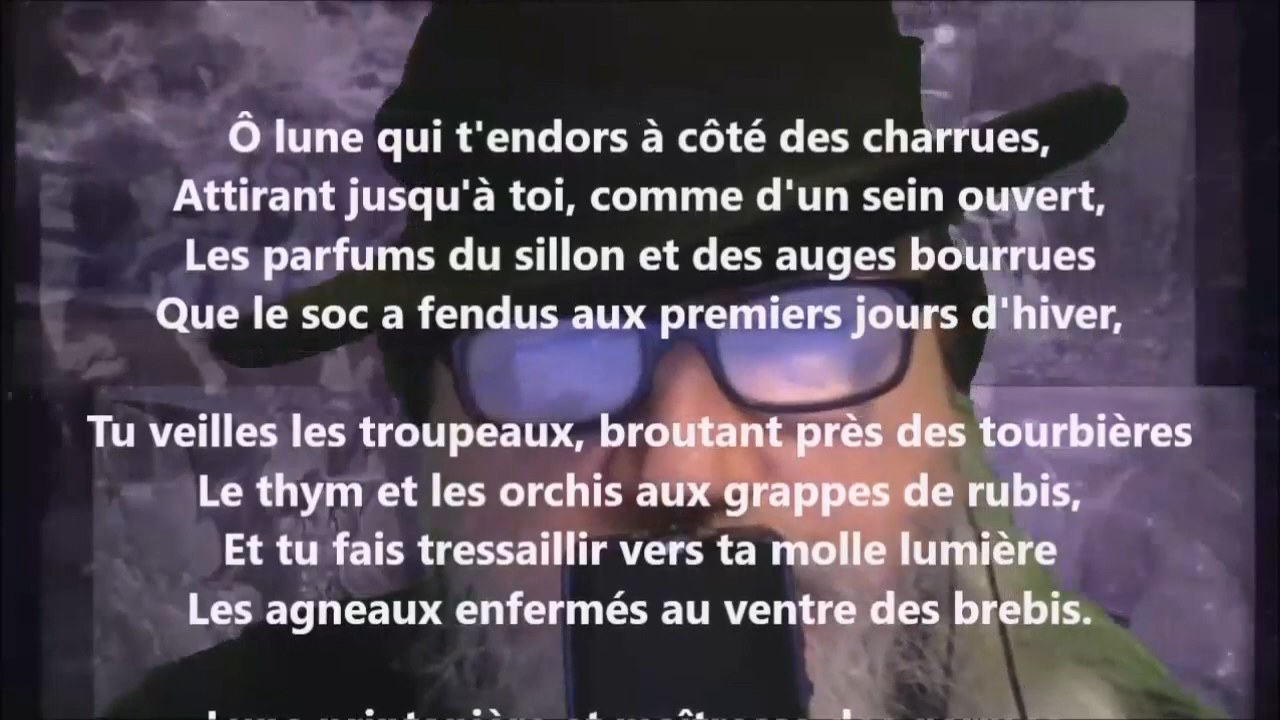 Ô lune qui t'endors à côté des charrues,
Attirant jusqu'à toi, comme d'un sein ouvert,
Les parfums du sillon et des auges bourrues
Que le soc a fendus aux premiers jours d'hiver,
Tu veilles les troupeaux, broutant près des tourbières
Le thym et les orchis aux grappes de rubis,
Et tu fais tressaillir vers ta molle lumière
Les agneaux enfermés au ventre des brebis.